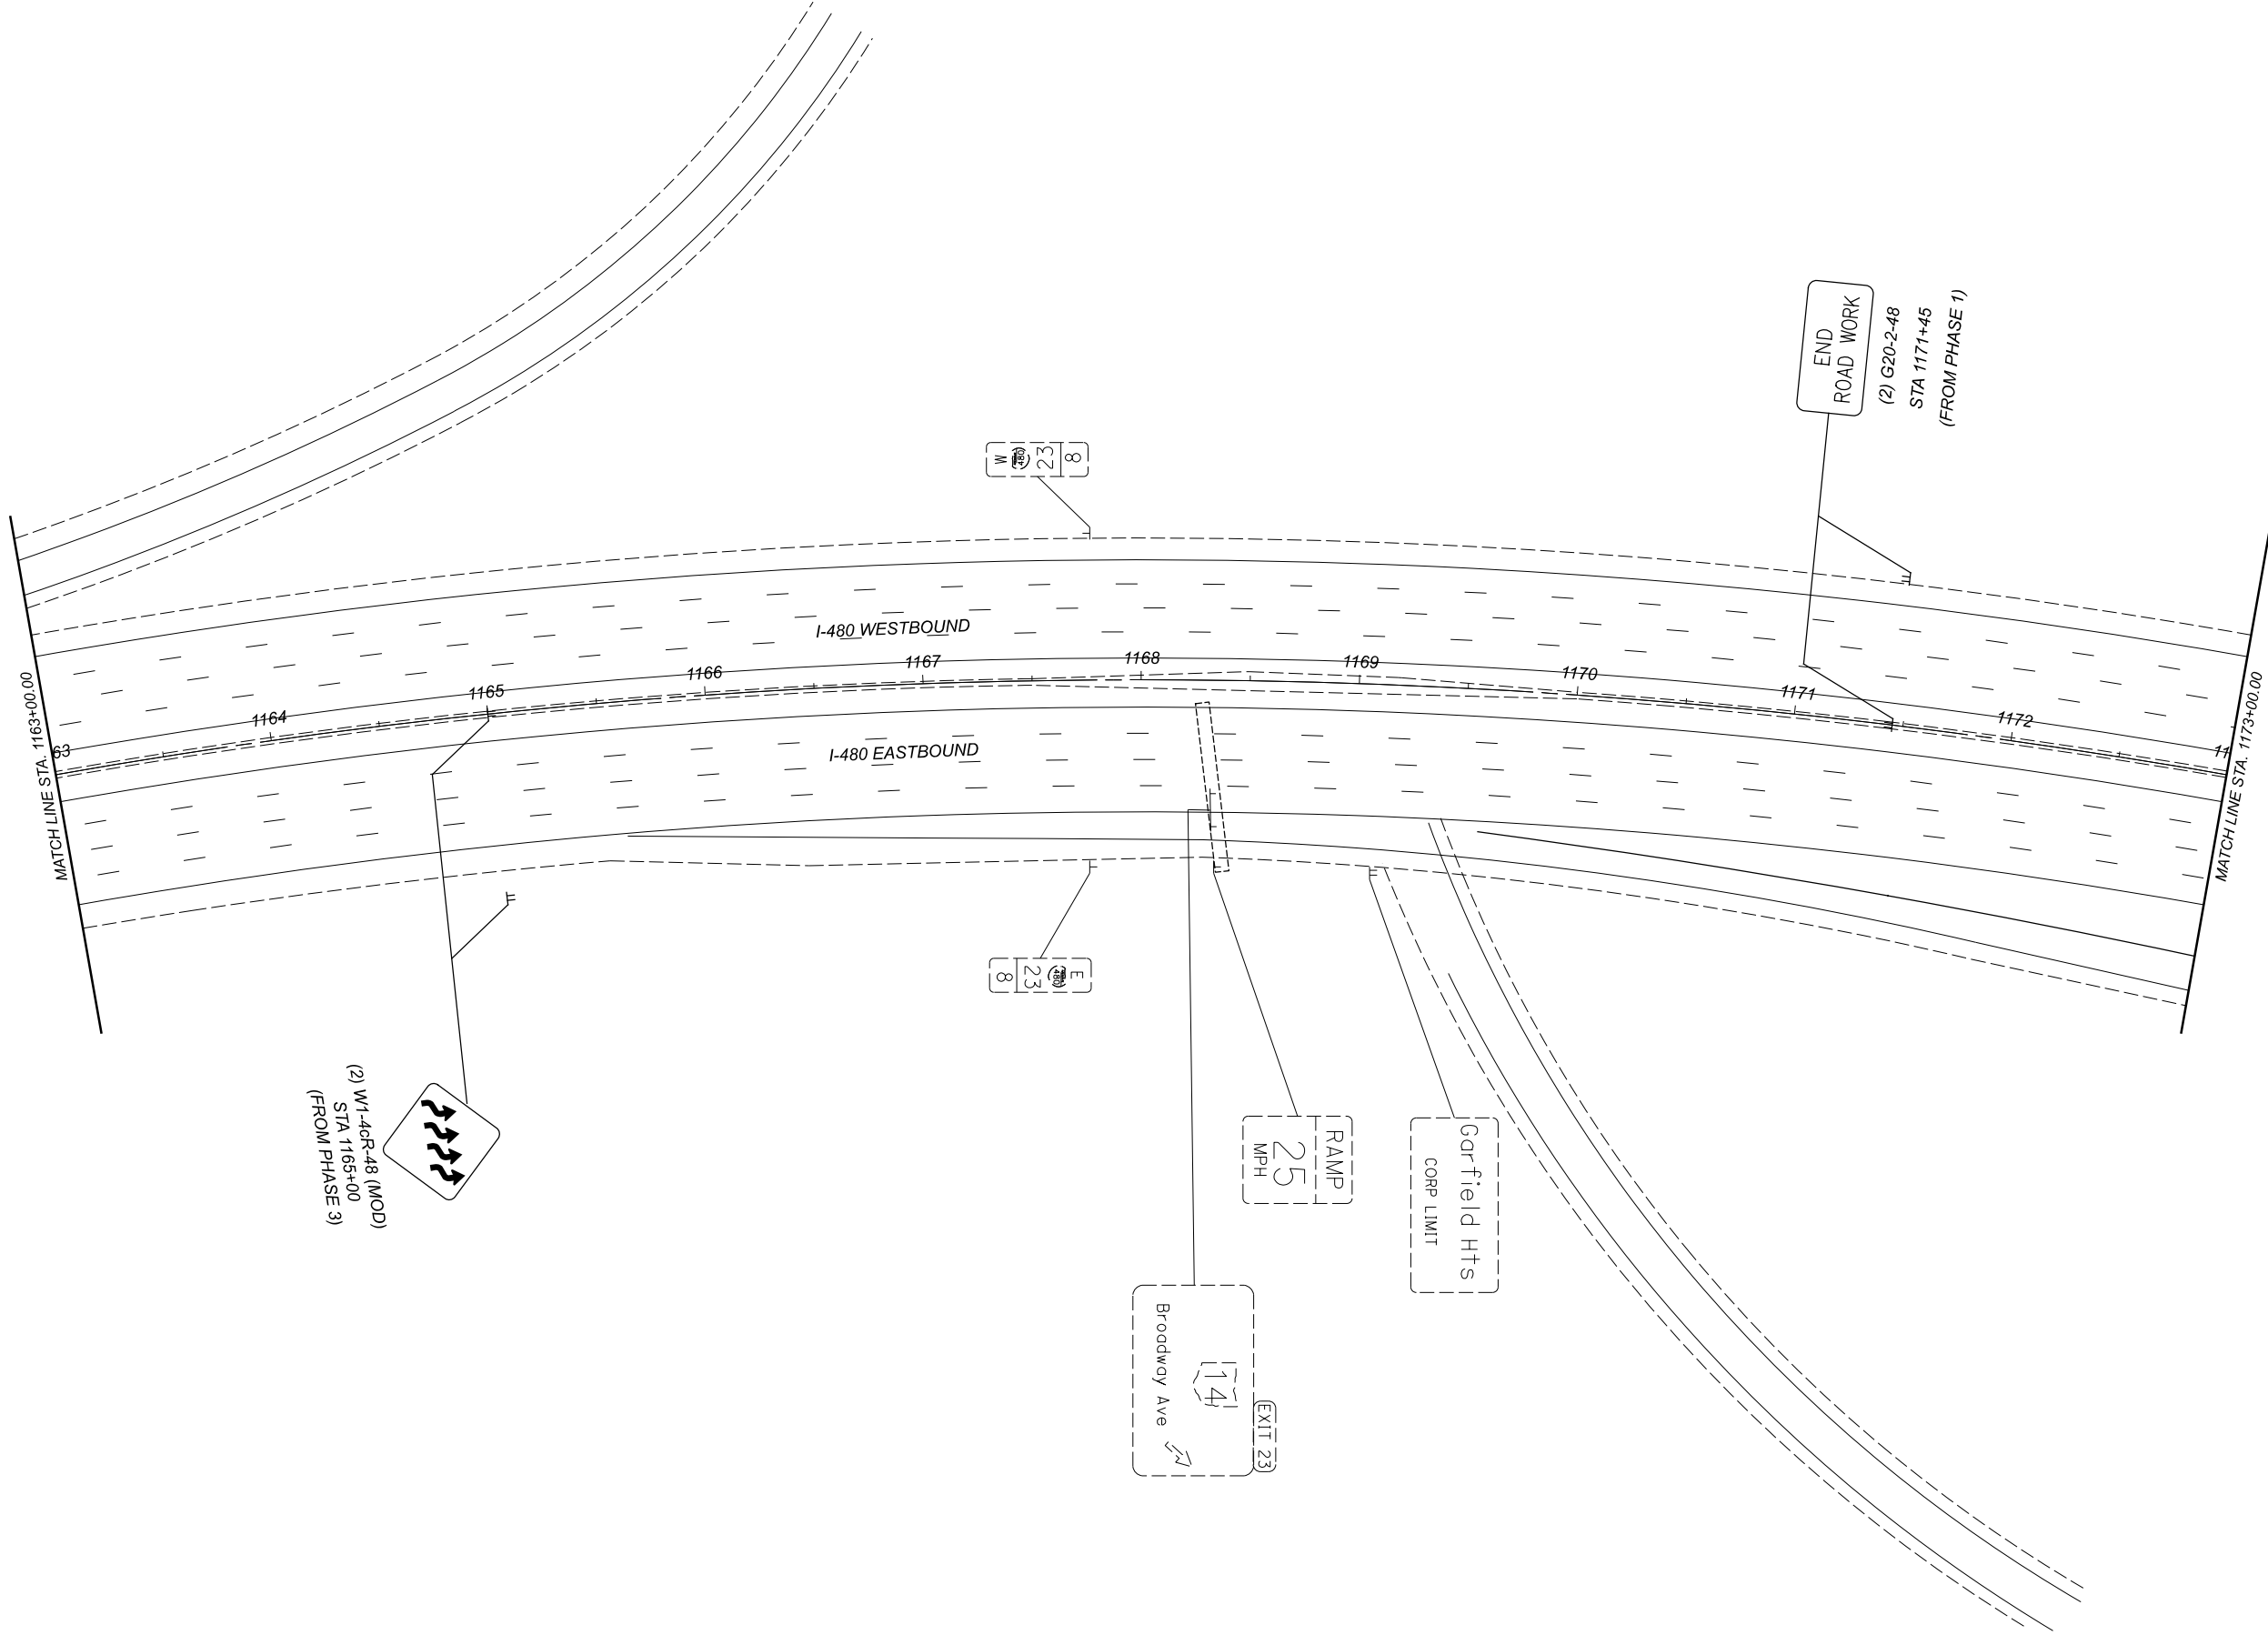 END
ROAD WORK
(2) G20-2-48
STA 1171+45
(FROM PHASE 1)
W
480
23
8
I-480 WESTBOUND
63
1164
1165
1166
1167
1168
1169
1170
1171
1172
11
I-480 EASTBOUND
MATCH LINE STA. 1163+00.00
MATCH LINE STA. 1173+00.00
E
480
23
8
(2) W1-4cR-48 (MOD)
STA 1165+00
(FROM PHASE 3)
RAMP
25
MPH
Garfield Hts
CORP LIMIT
EXIT 23
14
Broadway Ave